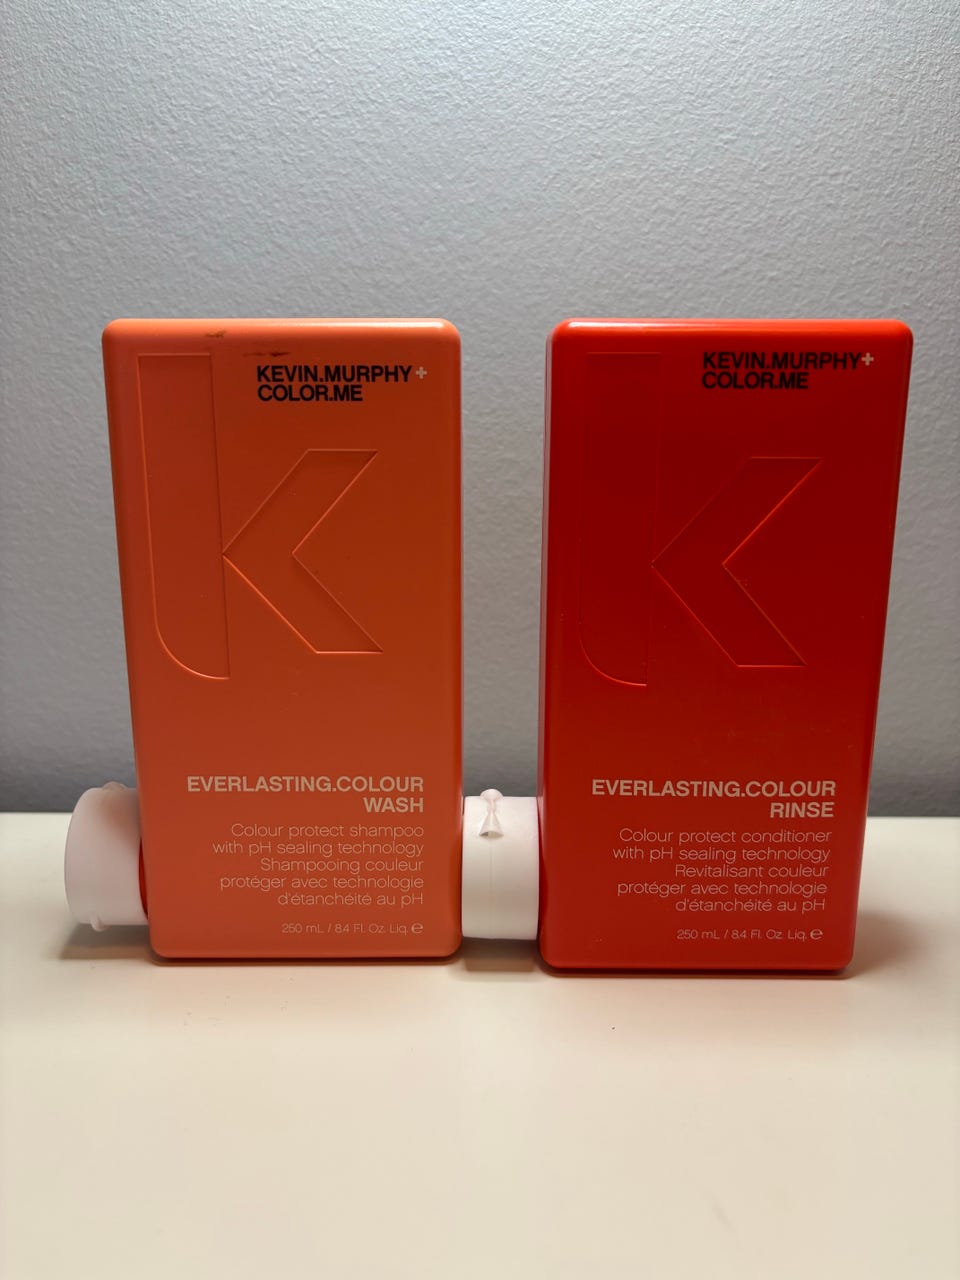 KEVIN.MURPHY+
COLOR.ME
EVERLASTING.COLOUR
WASH
Colour protect shampoo
with pH sealing technology
Shampooing couleur
protéger avec technologie
d'étanchéité au pH
250 mL / 8.4 Fl. Oz. Liq. ℮
KEVIN.MURPHY+
COLOR.ME
EVERLASTING.COLOUR
RINSE
Colour protect conditioner
with pH sealing technology
Revitalisant couleur
protéger avec technologie
d'étanchéité au pH
250 mL / 8.4 Fl. Oz. Liq. ℮